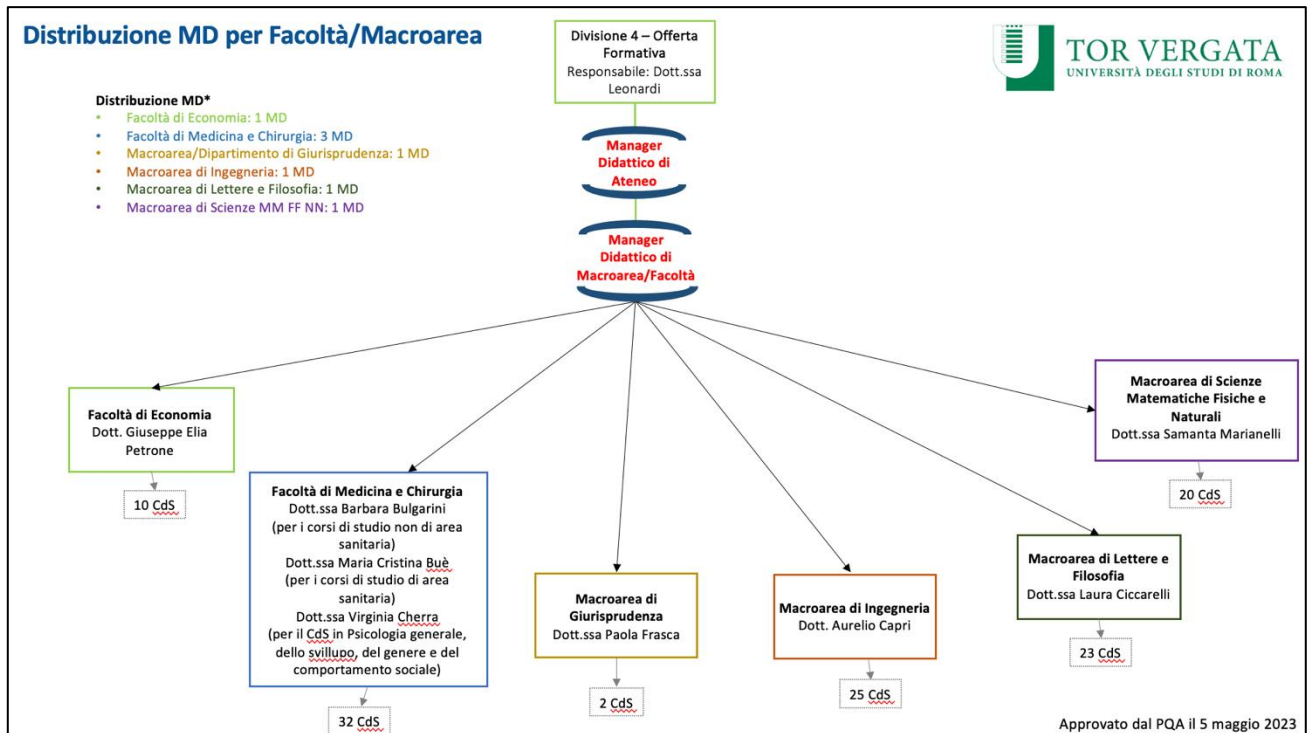 Distribuzione MD per Facoltà/Macroarea
Divisione 4 – Offerta
Formativa
Responsabile: Dott.ssa
Leonardi
TOR VERGATA
UNIVERSITÀ DEGLI STUDI DI ROMA
Distribuzione MD*
• Facoltà di Economia: 1 MD
• Facoltà di Medicina e Chirurgia: 3 MD
• Macroarea/Dipartimento di Giurisprudenza: 1 MD
• Macroarea di Ingegneria: 1 MD
• Macroarea di Lettere e Filosofia: 1 MD
• Macroarea di Scienze MM FF NN: 1 MD
Manager
Didattico di
Ateneo
Manager
Didattico di
Macroarea/Facoltà
Facoltà di Economia
Dott. Giuseppe Elia
Petrone
10 CdS
Facoltà di Medicina e Chirurgia
Dott.ssa Barbara Bulgarini
(per i corsi di studio non di area
sanitaria)
Dott.ssa Maria Cristina Buè
(per i corsi di studio di area
sanitaria)
Dott.ssa Virginia Cherra
(per il CdS in Psicologia generale,
dello svillupo, del genere e del
comportamento sociale)
32 CdS
Macroarea di
Giurisprudenza
Dott.ssa Paola Frasca
2 CdS
Macroarea di Ingegneria
Dott. Aurelio Capri
25 CdS
Macroarea di Lettere e
Filosofia
Dott.ssa Laura Ciccarelli
23 CdS
Macroarea di Scienze
Matematiche Fisiche e
Naturali
Dott.ssa Samanta Marianelli
20 CdS
Approvato dal PQA il 5 maggio 2023